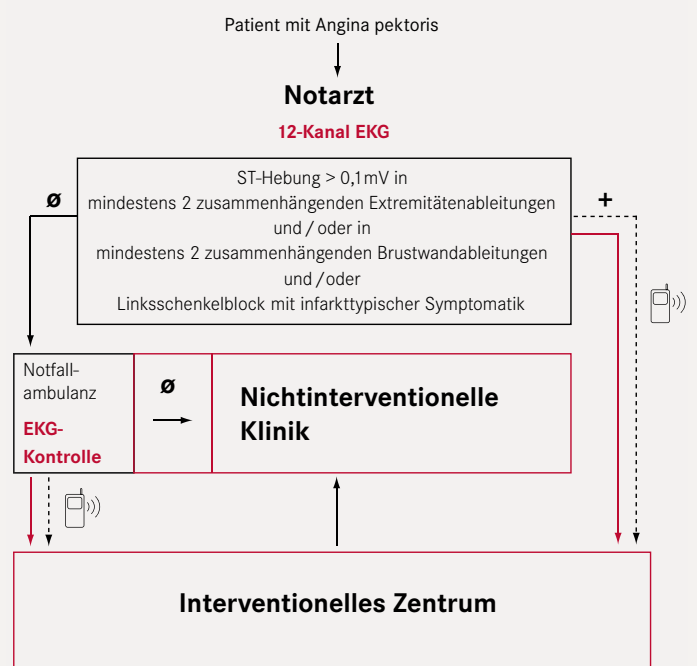 Patient mit Angina pektoris
Notarzt
12-Kanal EKG
ø
+
ST-Hebung > 0,1 mV in
mindestens 2 zusammenhängenden Extremitätenableitungen
und / oder in
mindestens 2 zusammenhängenden Brustwandableitungen
und / oder
Linksschenkelblock mit infarkttypischer Symptomatik
Notfall-
ambulanz
EKG-
Kontrolle
ø
Nichtinterventionelle
Klinik
Interventionelles Zentrum